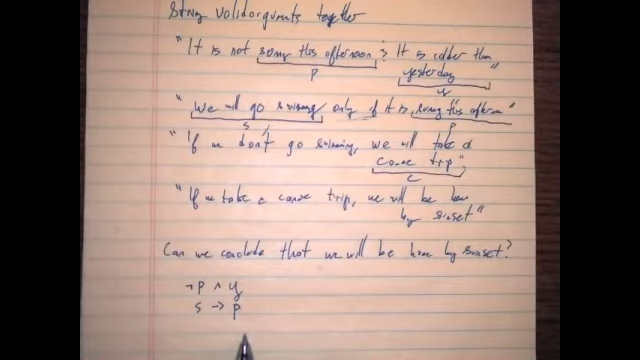 String valid arguments together
"It is not sunny this afternoon & It is colder than
p
yesterday"
y
"We will go swimming only if it is sunny this afternoon"
s
p
"If we don't go swimming, we will take a
canoe trip",
c
"If we take a canoe trip, we will be home
by sunset"
Can we conclude that we will be home by sunset?
¬p ∧ y
s → p